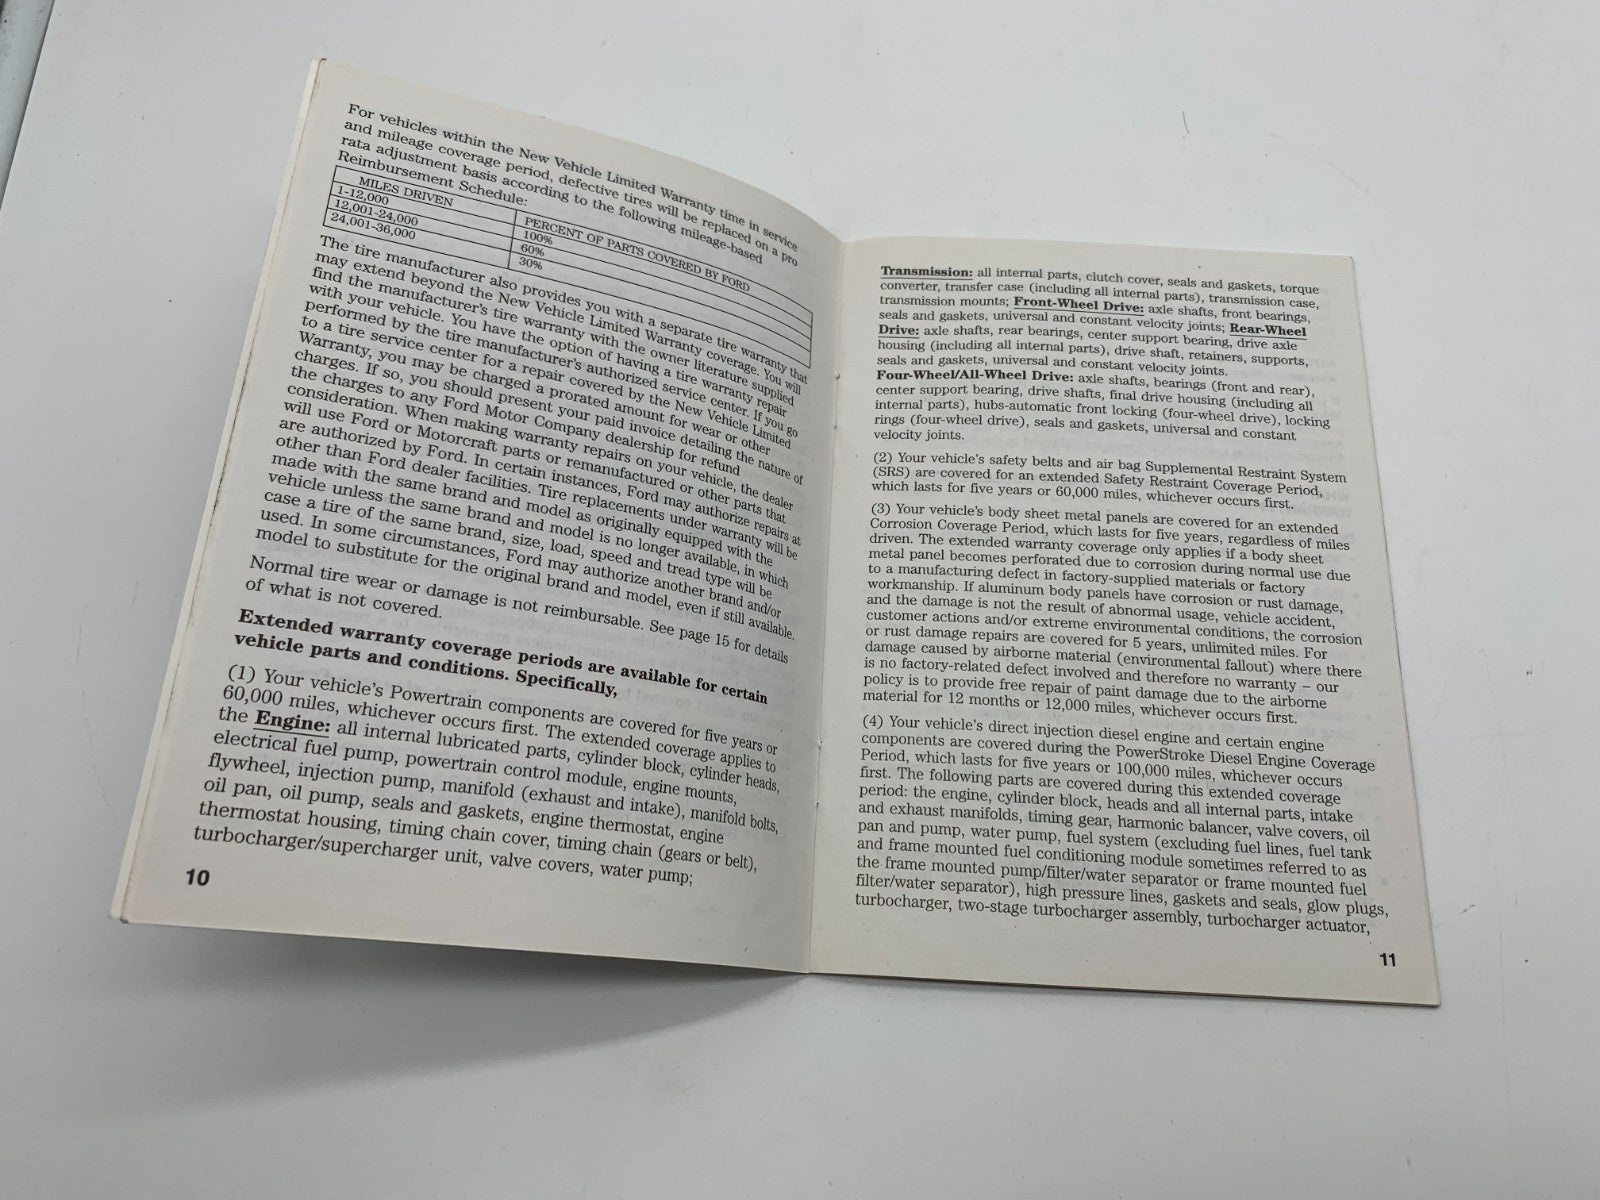 For vehicles within the New Vehicle Limited Warranty time in service
and mileage coverage period, defective tires will be replaced on a pro
rata adjustment basis according to the following mileage-based
Reimbursement Schedule:
MILES DRIVEN PERCENT OF PARTS COVERED BY FORD
1-12,000 100%
12,001-24,000 60%
24,001-36,000 30%
The tire manufacturer also provides you with a separate tire warranty that
may extend beyond the New Vehicle Limited Warranty coverage. You will
find the manufacturer's tire warranty with the owner literature supplied
with your vehicle. You have the option of having a tire warranty repair
performed by the tire manufacturer's authorized service center. If you go
to a tire service center for a repair covered by the New Vehicle Limited
Warranty, you may be charged a prorated amount for wear or other
charges. If so, you should present your paid invoice detailing the nature of
the charges to any Ford Motor Company dealership for refund
consideration. When making warranty repairs on your vehicle, the dealer
will use Ford or Motorcraft parts or remanufactured or other parts that
are authorized by Ford. In certain instances, Ford may authorize repairs at
other than Ford dealer facilities. Tire replacements under warranty will be
made with the same brand and model as originally equipped with the
vehicle unless the same brand and model is no longer available, in which
case a tire of the same brand, size, load, speed and tread type will be
used. In some circumstances, Ford may authorize another brand and/or
model to substitute for the original brand and model, even if still available.
Normal tire wear or damage is not reimbursable. See page 15 for details
of what is not covered.
Extended warranty coverage periods are available for certain
vehicle parts and conditions. Specifically,
(1) Your vehicle's Powertrain components are covered for five years or
60,000 miles, whichever occurs first. The extended coverage applies to
the Engine: all internal lubricated parts, cylinder block, cylinder heads,
electrical fuel pump, powertrain control module, engine mounts,
flywheel, injection pump, manifold (exhaust and intake), manifold bolts,
oil pan, oil pump, seals and gaskets, engine thermostat, engine
thermostat housing, timing chain cover, timing chain (gears or belt),
turbocharger/supercharger unit, valve covers, water pump;
10
Transmission: all internal parts, clutch cover, seals and gaskets, torque
converter, transfer case (including all internal parts), transmission case,
transmission mounts; Front-Wheel Drive: axle shafts, front bearings,
seals and gaskets, universal and constant velocity joints; Rear-Wheel
Drive: axle shafts, rear bearings, center support bearing, drive axle
housing (including all internal parts), drive shaft, retainers, supports,
seals and gaskets, universal and constant velocity joints.
Four-Wheel/All-Wheel Drive: axle shafts, bearings (front and rear),
center support bearing, drive shafts, final drive housing (including all
internal parts), hubs-automatic front locking (four-wheel drive), locking
rings (four-wheel drive), seals and gaskets, universal and constant
velocity joints.
(2) Your vehicle's safety belts and air bag Supplemental Restraint System
(SRS) are covered for an extended Safety Restraint Coverage Period,
which lasts for five years or 60,000 miles, whichever occurs first.
(3) Your vehicle's body sheet metal panels are covered for an extended
Corrosion Coverage Period, which lasts for five years, regardless of miles
driven. The extended warranty coverage only applies if a body sheet
metal panel becomes perforated due to corrosion during normal use due
to a manufacturing defect in factory-supplied materials or factory
workmanship. If aluminum body panels have corrosion or rust damage,
and the damage is not the result of abnormal usage, vehicle accident,
customer actions and/or extreme environmental conditions, the corrosion
or rust damage repairs are covered for 5 years, unlimited miles. For
damage caused by airborne material (environmental fallout) where there
is no factory-related defect involved and therefore no warranty – our
policy is to provide free repair of paint damage due to the airborne
material for 12 months or 12,000 miles, whichever occurs first.
(4) Your vehicle's direct injection diesel engine and certain engine
components are covered during the PowerStroke Diesel Engine Coverage
Period, which lasts for five years or 100,000 miles, whichever occurs
first. The following parts are covered during this extended coverage
period: the engine, cylinder block, heads and all internal parts, intake
and exhaust manifolds, timing gear, harmonic balancer, valve covers, oil
pan and pump, water pump, fuel system (excluding fuel lines, fuel tank
and frame mounted fuel conditioning module sometimes referred to as
the frame mounted pump/filter/water separator or frame mounted fuel
filter/water separator), high pressure lines, gaskets and seals, glow plugs,
turbocharger, two-stage turbocharger assembly, turbocharger actuator,
11